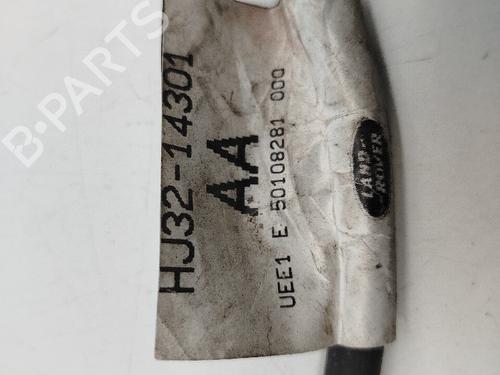 HJ32-14301
AA
UEE1 E 50108281 000
LAND
ROVER
B-PARTS